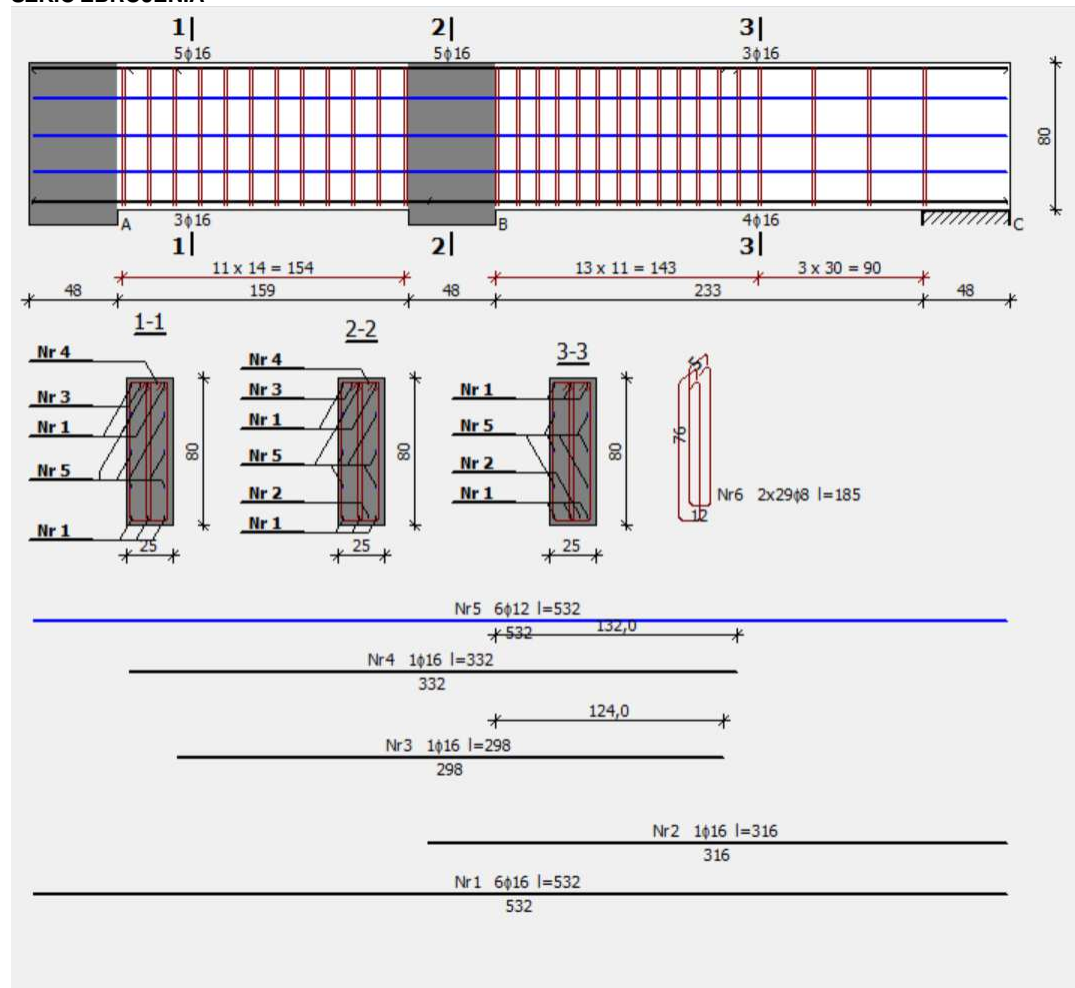 SZKIC ZBROJENIA
1| 2| 3|
5ϕ16 5ϕ16 3ϕ16
80
A B C
3ϕ16 4ϕ16
1| 2| 3|
11 x 14 = 154 13 x 11 = 143 3 x 30 = 90
48 159 48 233 48
1-1
Nr 4
Nr 3
Nr 1
Nr 5
Nr 1
80
25
2-2
Nr 4
Nr 3
Nr 1
Nr 5
Nr 2
Nr 1
80
25
3-3
Nr 1
Nr 5
Nr 2
Nr 1
80
25
5
76
12
Nr6 2x29ϕ8 l=185
Nr5 6ϕ12 l=532
532 132,0
Nr4 1ϕ16 l=332
332
124,0
Nr3 1ϕ16 l=298
298
Nr2 1ϕ16 l=316
316
Nr1 6ϕ16 l=532
532